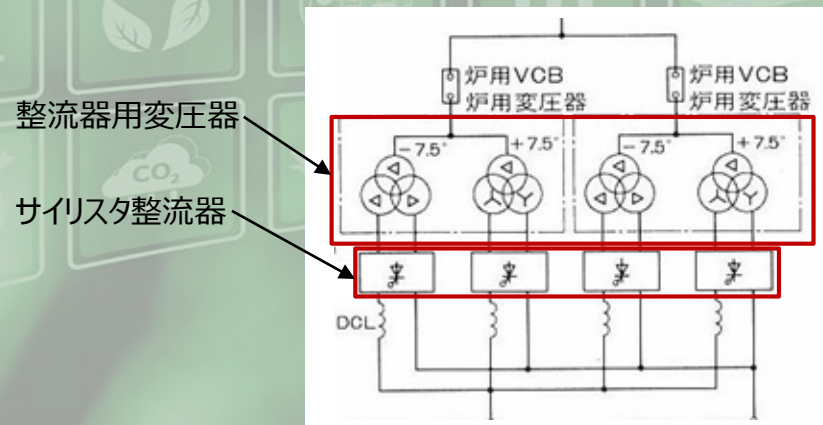 炉用VCB
炉用変圧器
炉用VCB
炉用変圧器
整流器用変圧器
-7.5°
+7.5°
-7.5°
+7.5°
CO₂
サイリスタ整流器
DCL